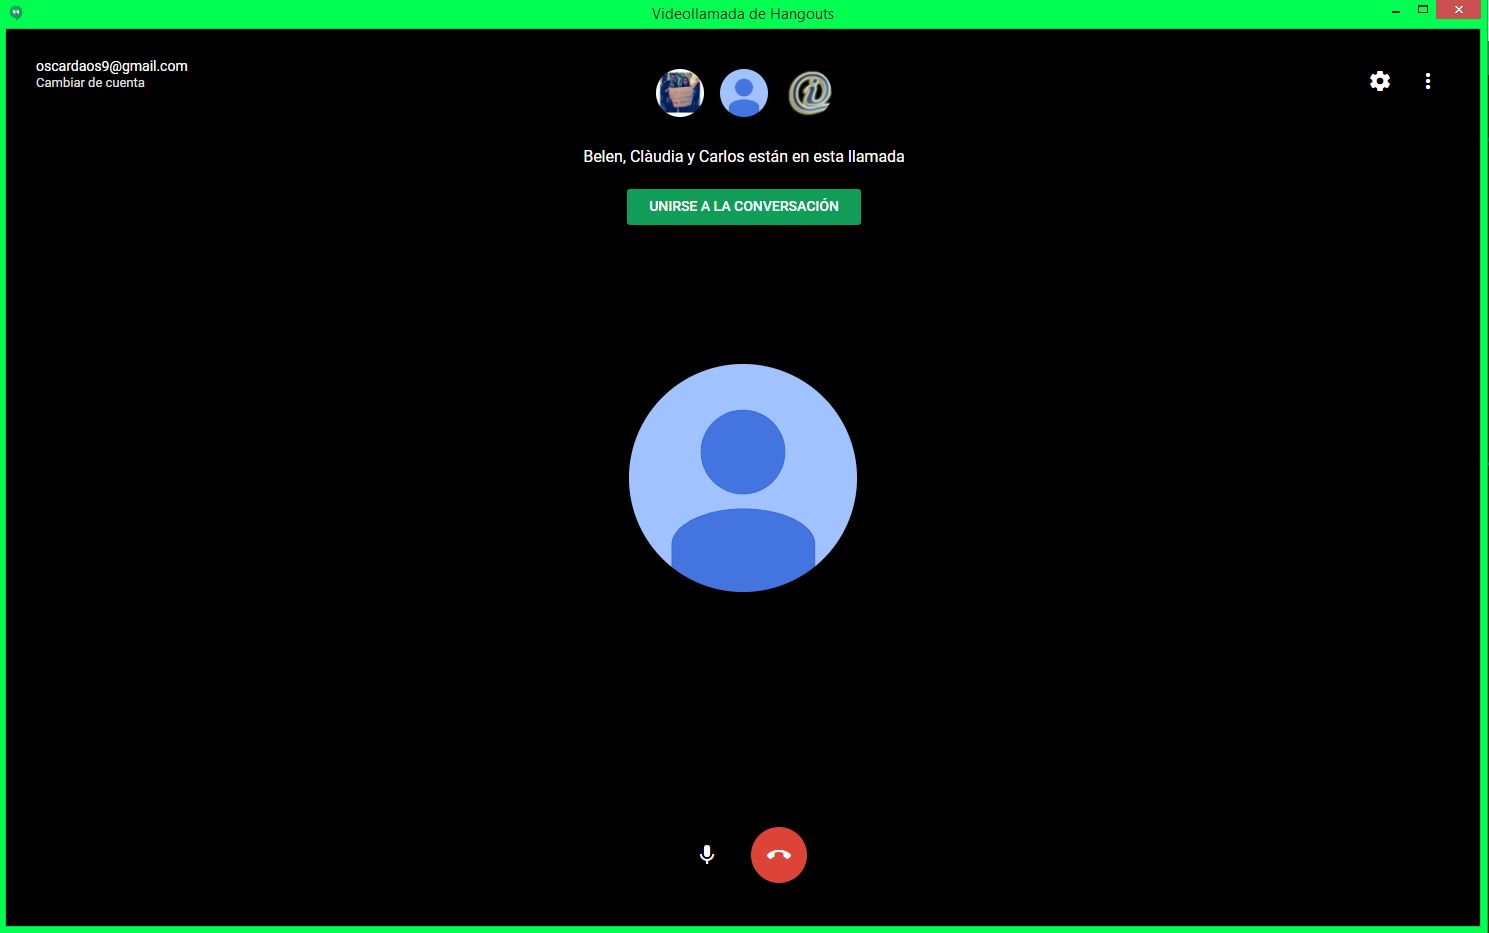 Videollamada de Hangouts
oscardaos9@gmail.com
Cambiar de cuenta
Belen, Clàudia y Carlos están en esta llamada
UNIRSE A LA CONVERSACIÓN